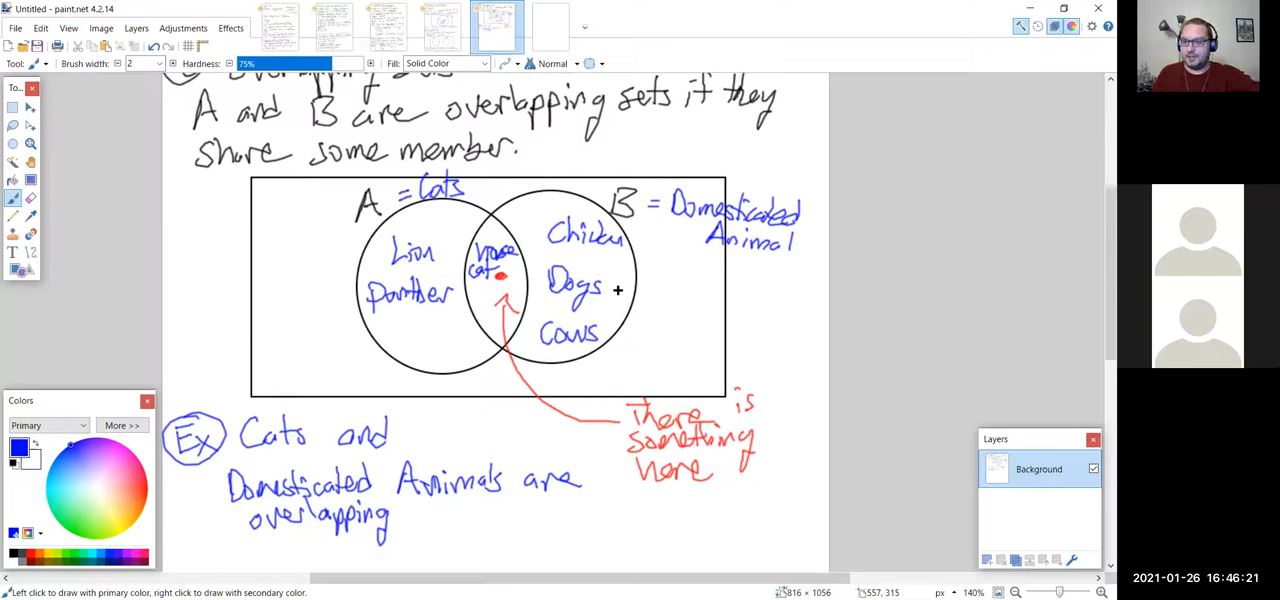 Untitled - paint.net 4.2.14
File Edit View Image Layers Adjustments Effects
Tool: Brush width: 2 Hardness: 75% Fill: Solid Color Normal
To...
overlapping sets
A and B are overlapping sets if they
share some member.
A = Cats
B = Domesticated
Animal
Lion
Panther
House
cat
Chicken
Dogs
Cows
There is
something
here
Ex Cats and
Domesticated Animals are
overlapping
Colors
Primary More >>
Layers
Background
Left click to draw with primary color, right click to draw with secondary color.
816 × 1056 557, 315 px 140%
2021-01-26 16:46:21